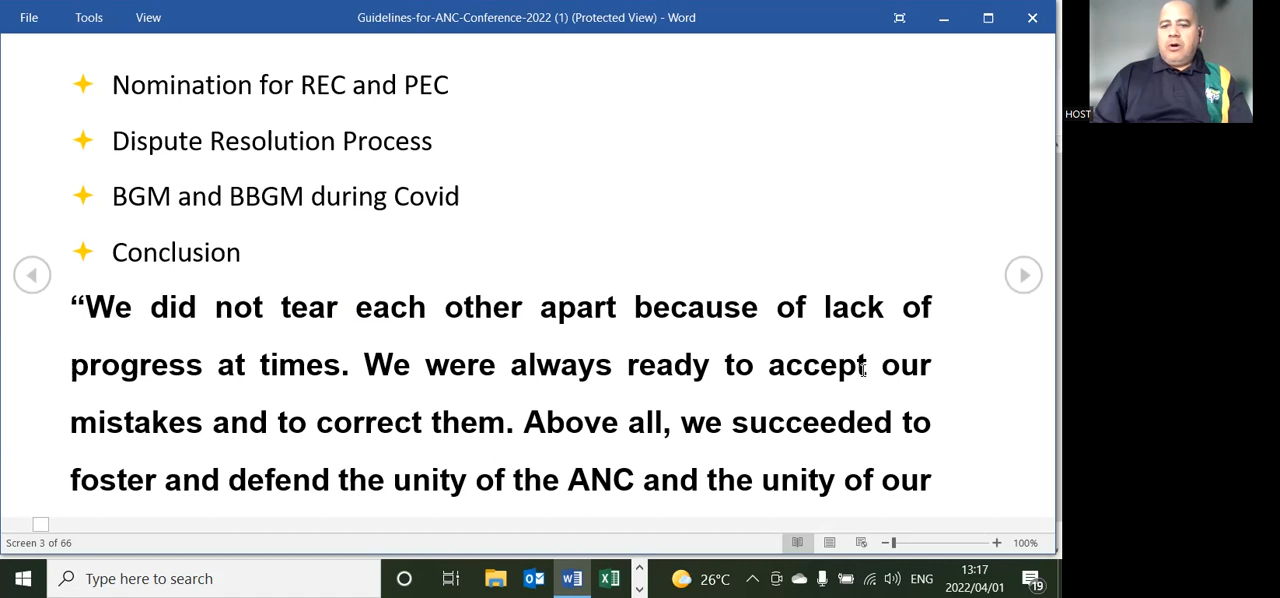 File Tools View Guidelines-for-ANC-Conference-2022 (1) (Protected View) - Word
HOST
Nomination for REC and PEC
Dispute Resolution Process
BGM and BBGM during Covid
Conclusion
“We did not tear each other apart because of lack of
progress at times. We were always ready to accept our
mistakes and to correct them. Above all, we succeeded to
foster and defend the unity of the ANC and the unity of our
Screen 3 of 66 100%
Type here to search 26°C ENG 13:17
2022/04/01 19